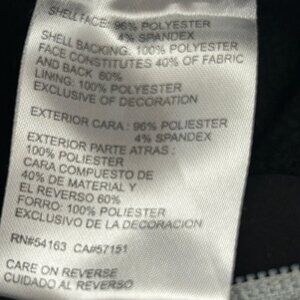 SHELL FACE: 96% POLYESTER
4% SPANDEX
SHELL BACKING: 100% POLYESTER
FACE CONSTITUTES 40% OF FABRIC
AND BACK 60%
LINING: 100% POLYESTER
EXCLUSIVE OF DECORATION
EXTERIOR CARA: 96% POLIESTER
4% SPANDEX
EXTERIOR PARTE ATRAS:
100% POLIESTER
CARA COMPUESTO DE
40% DE MATERIAL Y
EL REVERSO 60%
FORRO: 100% POLIESTER
EXCLUSIVO DE LA DECORACION
RN#54163 CA#57151
CARE ON REVERSE
CUIDADO AL REVERSO